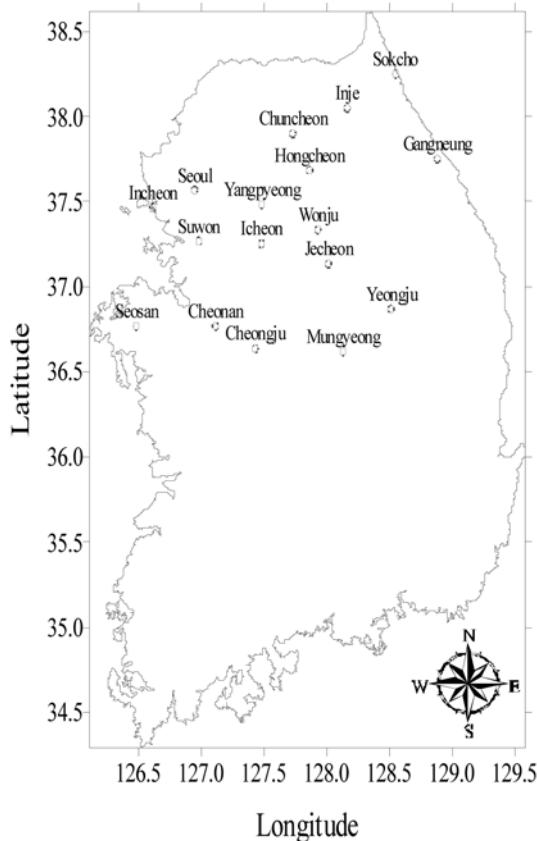 38.5
Sokcho
Inje
38.0
Chuncheon
Gangneung
Hongcheon
Seoul
37.5
Incheon
Yangpyeong
Wonju
Suwon
Icheon
Jecheon
37.0
Yeongju
Seosan
Cheonan
Cheongju
Mungyeong
36.5
Latitude
36.0
35.5
35.0
N
W
E
S
34.5
126.5 127.0 127.5 128.0 128.5 129.0 129.5
Longitude